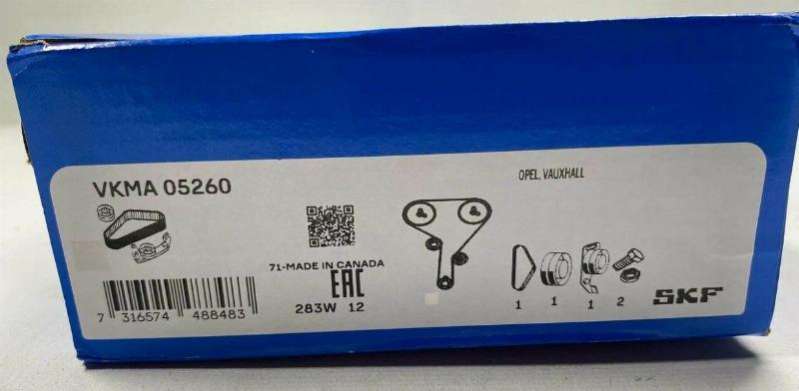 VKMA 05260
OPEL, VAUXHALL
71-MADE IN CANADA
EAC
283W 12
7 316574 488483
1 1 1 2
SKF